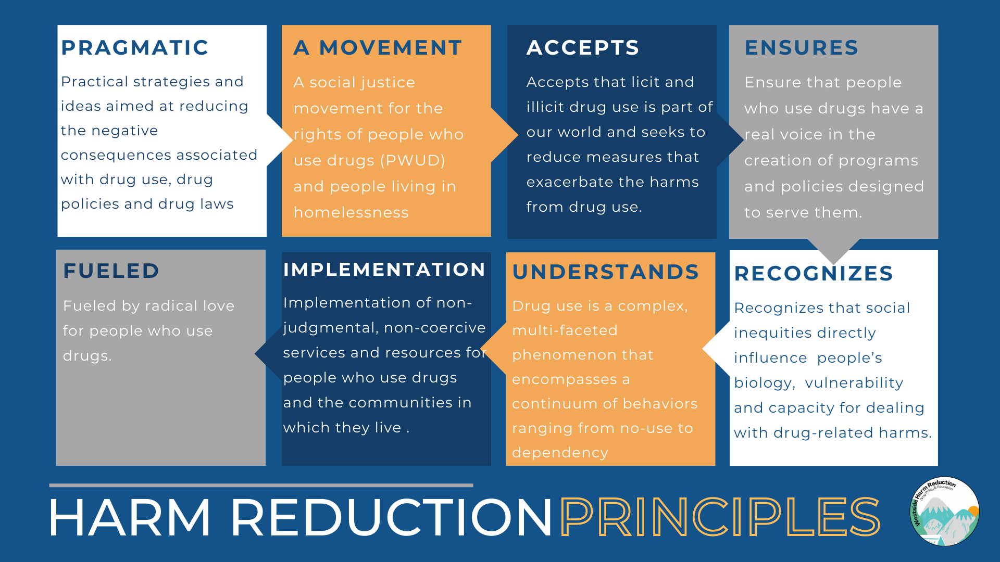 PRAGMATIC
Practical strategies and
ideas aimed at reducing
the negative
consequences associated
with drug use, drug
policies and drug laws
A MOVEMENT
A social justice
movement for the
rights of people who
use drugs (PWUD)
and people living in
homelessness
ACCEPTS
Accepts that licit and
illicit drug use is part of
our world and seeks to
reduce measures that
exacerbate the harms
from drug use.
ENSURES
Ensure that people
who use drugs have a
real voice in the
creation of programs
and policies designed
to serve them.
RECOGNIZES
Recognizes that social
inequities directly
influence people’s
biology, vulnerability
and capacity for dealing
with drug-related harms.
UNDERSTANDS
Drug use is a complex,
multi-faceted
phenomenon that
encompasses a
continuum of behaviors
ranging from no-use to
dependency
IMPLEMENTATION
Implementation of non-
judgmental, non-coercive
services and resources for
people who use drugs
and the communities in
which they live .
FUELED
Fueled by radical love
for people who use
drugs.
HARM REDUCTION PRINCIPLES
Westside Harm Reduction
Drug Policy & Education